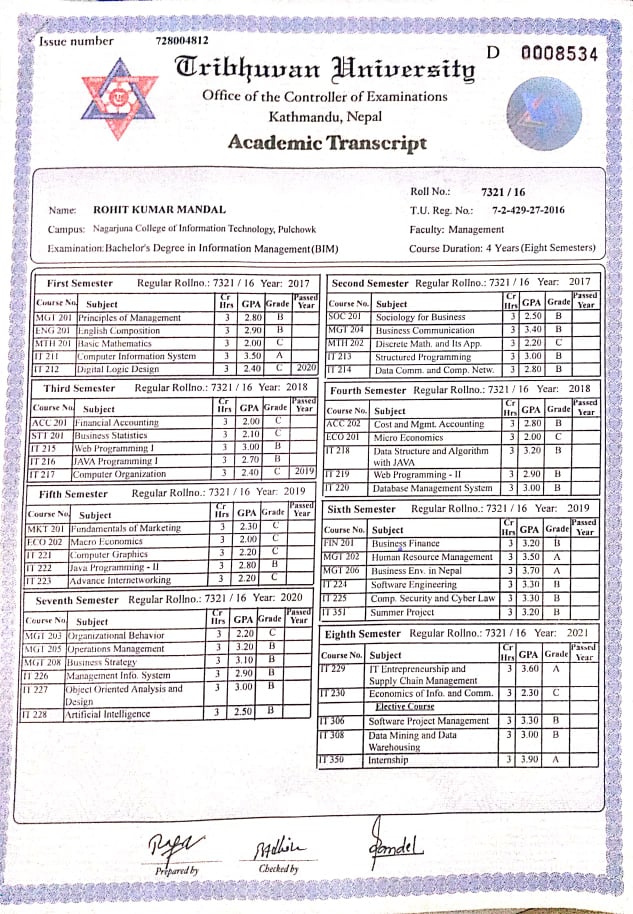 Issue number 728004812
D 0008534
Tribhuvan University
Office of the Controller of Examinations
Kathmandu, Nepal
Academic Transcript
Roll No.: 7321 / 16
Name: ROHIT KUMAR MANDAL T.U. Reg. No.: 7-2-429-27-2016
Campus: Nagarjuna College of Information Technology, Pulchowk Faculty: Management
Examination: Bachelor's Degree in Information Management(BIM) Course Duration: 4 Years (Eight Semesters)
First Semester Regular Rollno.: 7321 / 16 Year: 2017
Course No. Subject Cr Hrs GPA Grade Passed Year
MGT 201 Principles of Management 3 2.80 B
ENG 201 English Composition 3 2.90 B
MTH 201 Basic Mathematics 3 2.00 C
IT 211 Computer Information System 3 3.50 A
IT 212 Digital Logic Design 3 2.40 C 2020
Second Semester Regular Rollno.: 7321 / 16 Year: 2017
Course No. Subject Cr Hrs GPA Grade Passed Year
SOC 201 Sociology for Business 3 2.50 B
MGT 204 Business Communication 3 3.40 B
MTH 202 Discrete Math. and Its App. 3 2.20 C
IT 213 Structured Programming 3 3.00 B
IT 214 Data Comm. and Comp. Netw. 3 2.80 B
Third Semester Regular Rollno.: 7321 / 16 Year: 2018
Course No. Subject Cr Hrs GPA Grade Passed Year
ACC 201 Financial Accounting 3 2.00 C
STT 201 Business Statistics 3 2.10 C
IT 215 Web Programming I 3 3.00 B
IT 216 JAVA Programming I 3 2.70 B
IT 217 Computer Organization 3 2.40 C 2019
Fourth Semester Regular Rollno.: 7321 / 16 Year: 2018
Course No. Subject Cr Hrs GPA Grade Passed Year
ACC 202 Cost and Mgmt. Accounting 3 2.80 B
ECO 201 Micro Economics 3 2.00 C
IT 218 Data Structure and Algorithm 3 3.20 B
with JAVA
IT 219 Web Programming - II 3 2.90 B
IT 220 Database Management System 3 3.00 B
Fifth Semester Regular Rollno.: 7321 / 16 Year: 2019
Course No. Subject Cr Hrs GPA Grade Passed Year
MKT 201 Fundamentals of Marketing 3 2.30 C
ECO 202 Macro Economics 3 2.00 C
IT 221 Computer Graphics 3 2.20 C
IT 222 Java Programming - II 3 2.80 B
IT 223 Advance Internetworking 3 2.20 C
Sixth Semester Regular Rollno.: 7321 / 16 Year: 2019
Course No. Subject Cr Hrs GPA Grade Passed Year
FIN 201 Business Finance 3 3.20 B
MGT 202 Human Resource Management 3 3.50 A
MGT 206 Business Env. in Nepal 3 3.70 A
IT 224 Software Engineering 3 3.30 B
IT 225 Comp. Security and Cyber Law 3 3.30 B
IT 351 Summer Project 3 3.20 B
Seventh Semester Regular Rollno.: 7321 / 16 Year: 2020
Course No. Subject Cr Hrs GPA Grade Passed Year
MGT 203 Organizational Behavior 3 2.20 C
MGT 205 Operations Management 3 3.20 B
MGT 208 Business Strategy 3 3.10 B
IT 226 Management Info. System 3 2.90 B
IT 227 Object Oriented Analysis and 3 3.00 B
Design
IT 228 Artificial Intelligence 3 2.50 B
Eighth Semester Regular Rollno.: 7321 / 16 Year: 2021
Course No. Subject Cr Hrs GPA Grade Passed Year
IT 229 IT Entrepreneurship and 3 3.60 A
Supply Chain Management
IT 230 Economics of Info. and Comm. 3 2.30 C
Elective Course
IT 306 Software Project Management 3 3.30 B
IT 308 Data Mining and Data 3 3.00 B
Warehousing
IT 350 Internship 3 3.90 A
Prepared by
Checked by